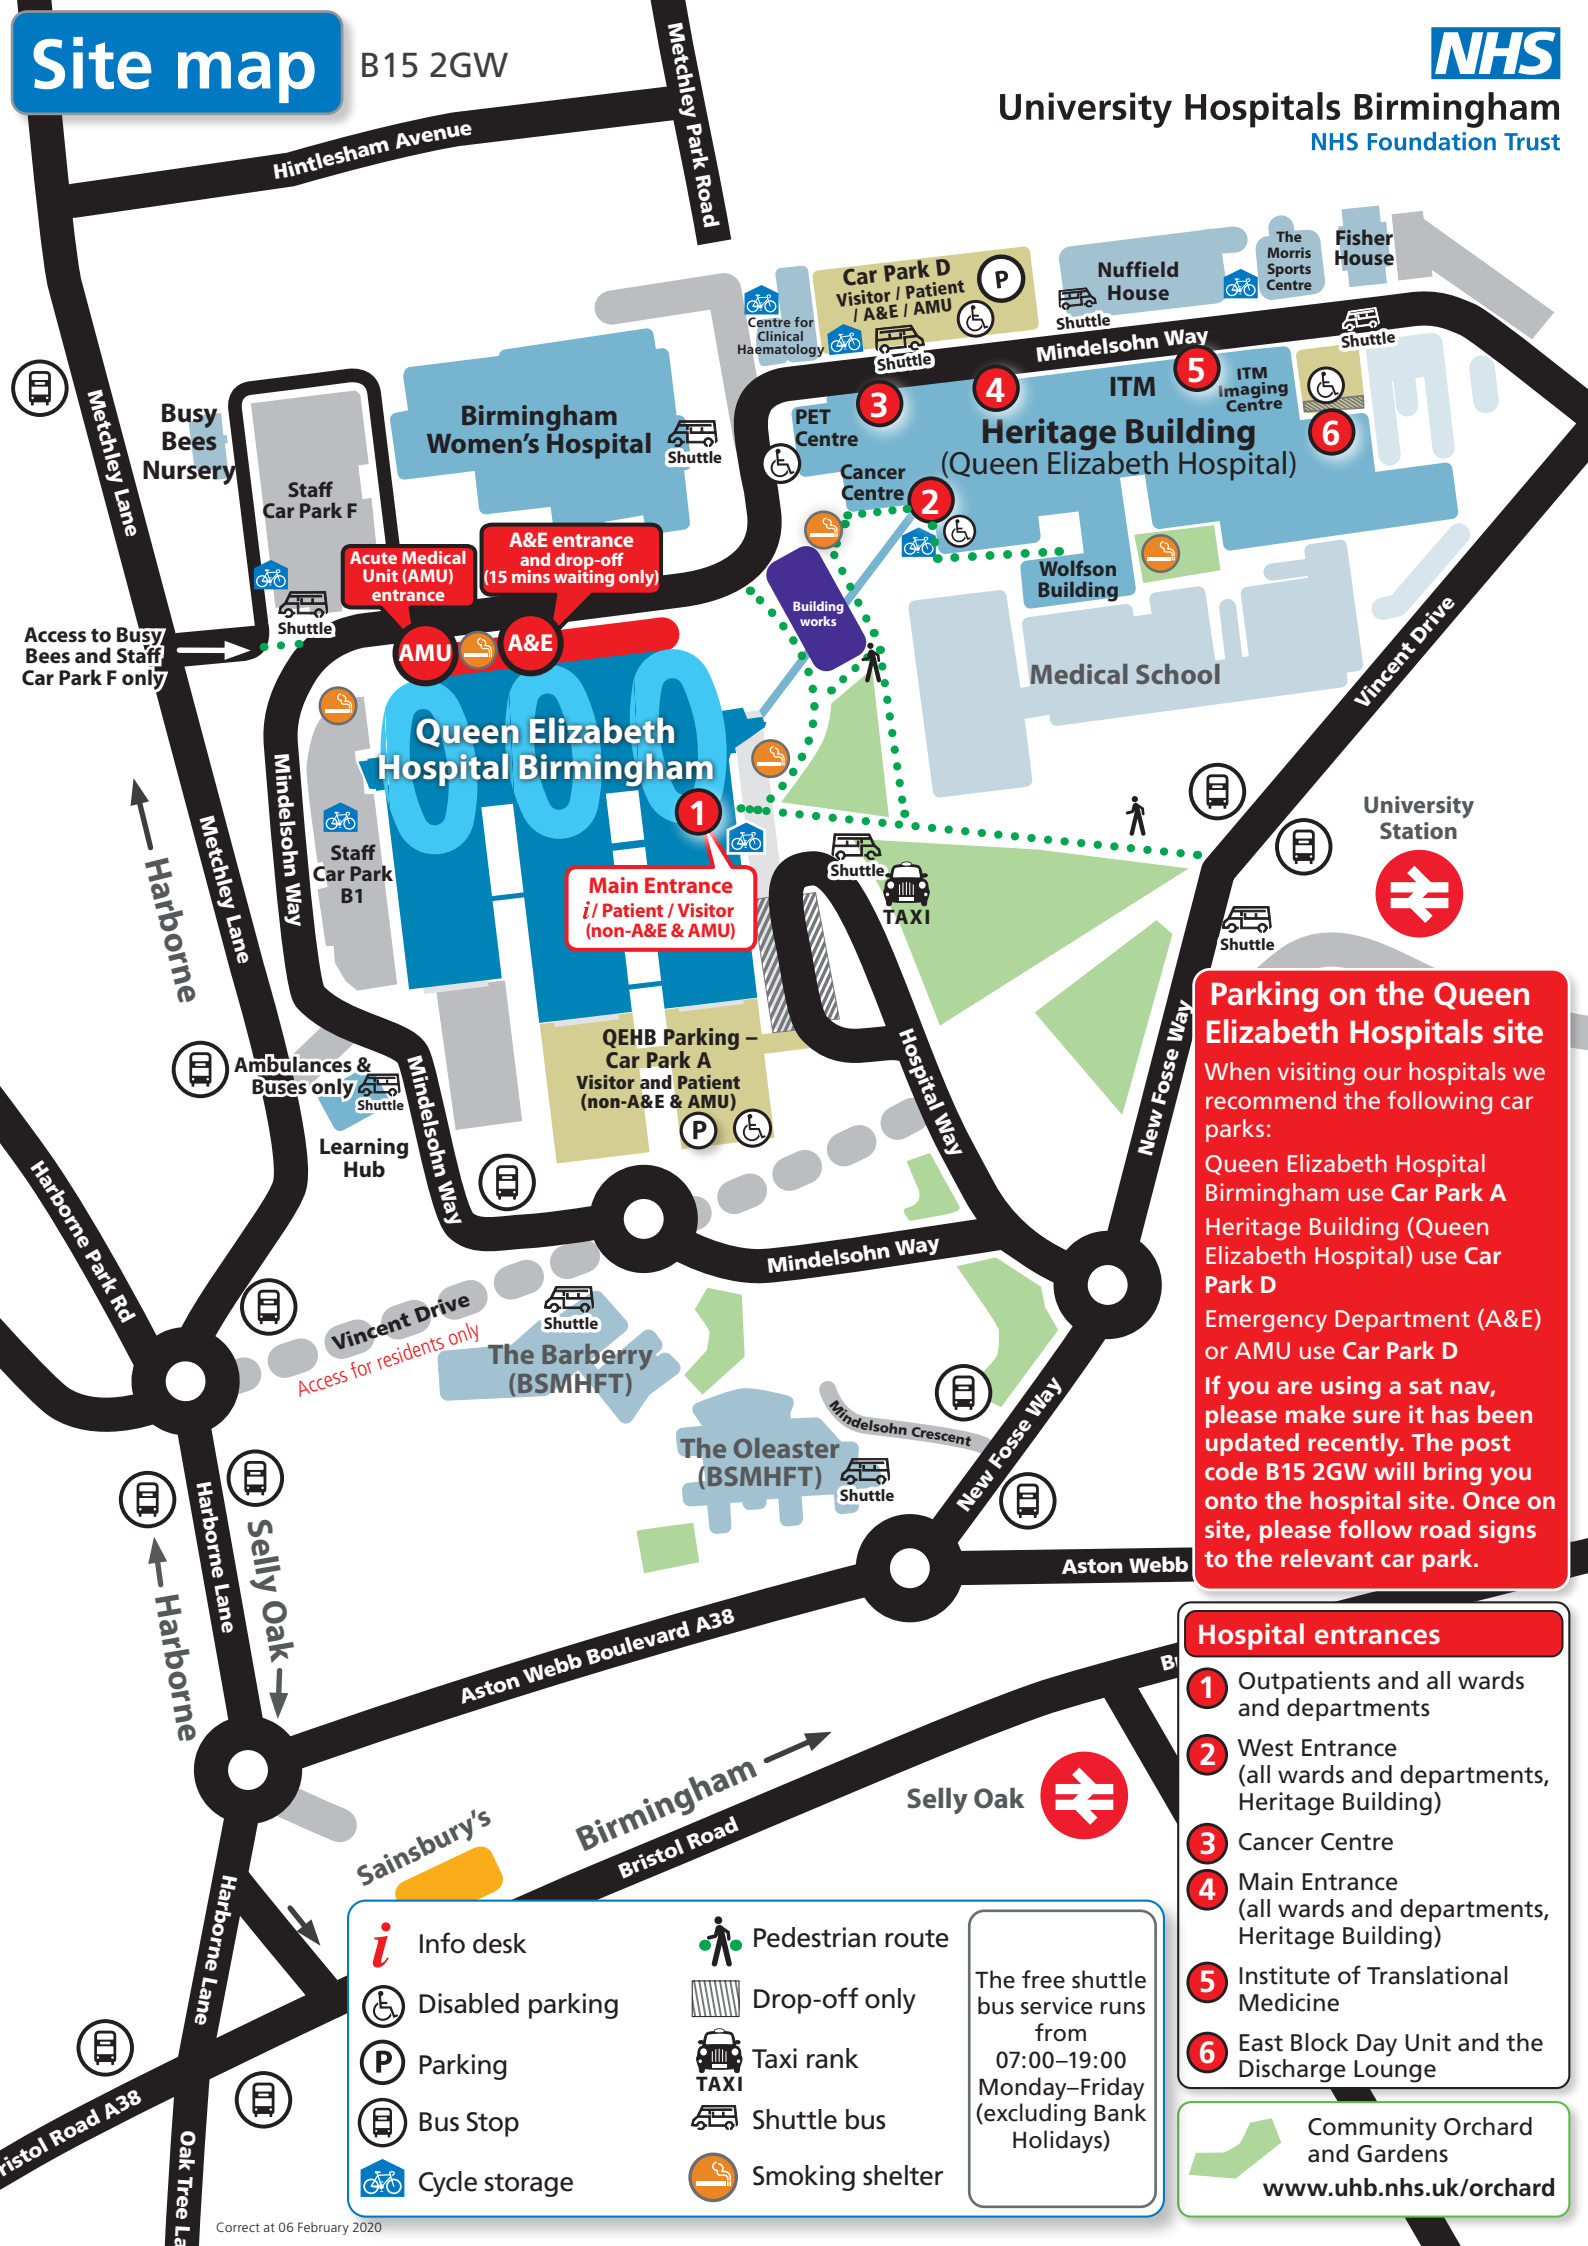 Site map
B15 2GW
NHS
University Hospitals Birmingham
NHS Foundation Trust
Metchley Park Road
Hintlesham Avenue
Car Park D
Visitor / Patient
/ A&E / AMU
P
Nuffield
House
The
Morris
Sports
Centre
Fisher
House
Centre for
Clinical
Haematology
Shuttle
Shuttle
Shuttle
Mindelsohn Way
Metchley Lane
Busy
Bees
Nursery
Birmingham
Women's Hospital
Shuttle
PET
Centre
3
4
5
ITM
ITM
Imaging
Centre
6
Heritage Building
(Queen Elizabeth Hospital)
Cancer
Centre
2
Staff
Car Park F
Shuttle
Acute Medical
Unit (AMU)
entrance
A&E entrance
and drop-off
(15 mins waiting only)
AMU
A&E
Building
works
Wolfson
Building
Medical School
Vincent Drive
Access to Busy
Bees and Staff
Car Park F only
Queen Elizabeth
Hospital Birmingham
1
Mindelsohn Way
Metchley Lane
Harborne
Staff
Car Park
B1
Main Entrance
i / Patient / Visitor
(non-A&E & AMU)
Shuttle
TAXI
University
Station
Shuttle
Ambulances &
Buses only
Shuttle
Learning
Hub
Mindelsohn Way
QEHB Parking –
Car Park A
Visitor and Patient
(non-A&E & AMU)
P
Hospital Way
New Fosse Way
Harborne Park Rd
Mindelsohn Way
Vincent Drive
Access for residents only
Shuttle
The Barberry
(BSMHFT)
The Oleaster
(BSMHFT)
Shuttle
Mindelsohn Crescent
New Fosse Way
Harborne Lane
Selly Oak
Harborne
Aston Webb Boulevard A38
Aston Webb
Parking on the Queen
Elizabeth Hospitals site
When visiting our hospitals we
recommend the following car
parks:
Queen Elizabeth Hospital
Birmingham use Car Park A
Heritage Building (Queen
Elizabeth Hospital) use Car
Park D
Emergency Department (A&E)
or AMU use Car Park D
If you are using a sat nav,
please make sure it has been
updated recently. The post
code B15 2GW will bring you
onto the hospital site. Once on
site, please follow road signs
to the relevant car park.
Hospital entrances
1 Outpatients and all wards
and departments
2 West Entrance
(all wards and departments,
Heritage Building)
3 Cancer Centre
4 Main Entrance
(all wards and departments,
Heritage Building)
5 Institute of Translational
Medicine
6 East Block Day Unit and the
Discharge Lounge
Community Orchard
and Gardens
www.uhb.nhs.uk/orchard
Selly Oak
Birmingham
Bristol Road
Sainsbury's
Harborne Lane
ristol Road A38
Oak Tree La
i Info desk
Disabled parking
P Parking
Bus Stop
Cycle storage
Pedestrian route
Drop-off only
TAXI
Taxi rank
Shuttle bus
Smoking shelter
The free shuttle
bus service runs
from
07:00–19:00
Monday–Friday
(excluding Bank
Holidays)
Correct at 06 February 2020